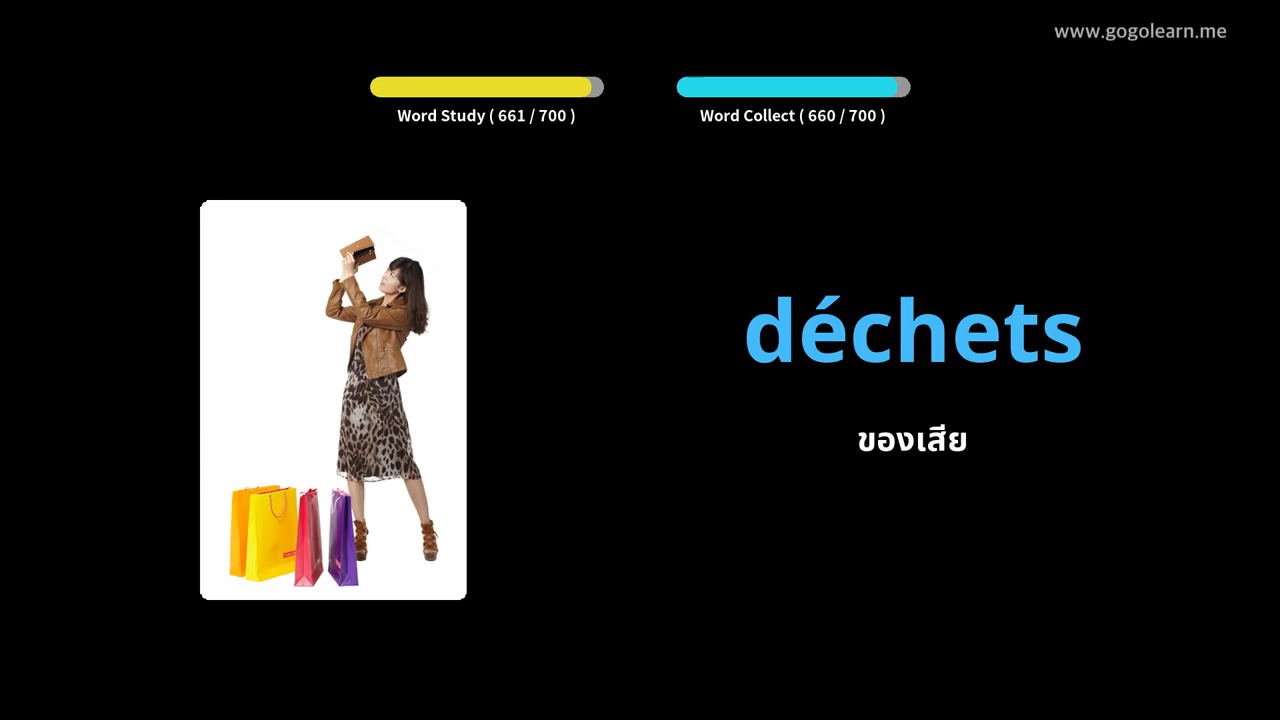 www.gogolearn.me
Word Study ( 661 / 700 )
Word Collect ( 660 / 700 )
déchets
ของเสีย